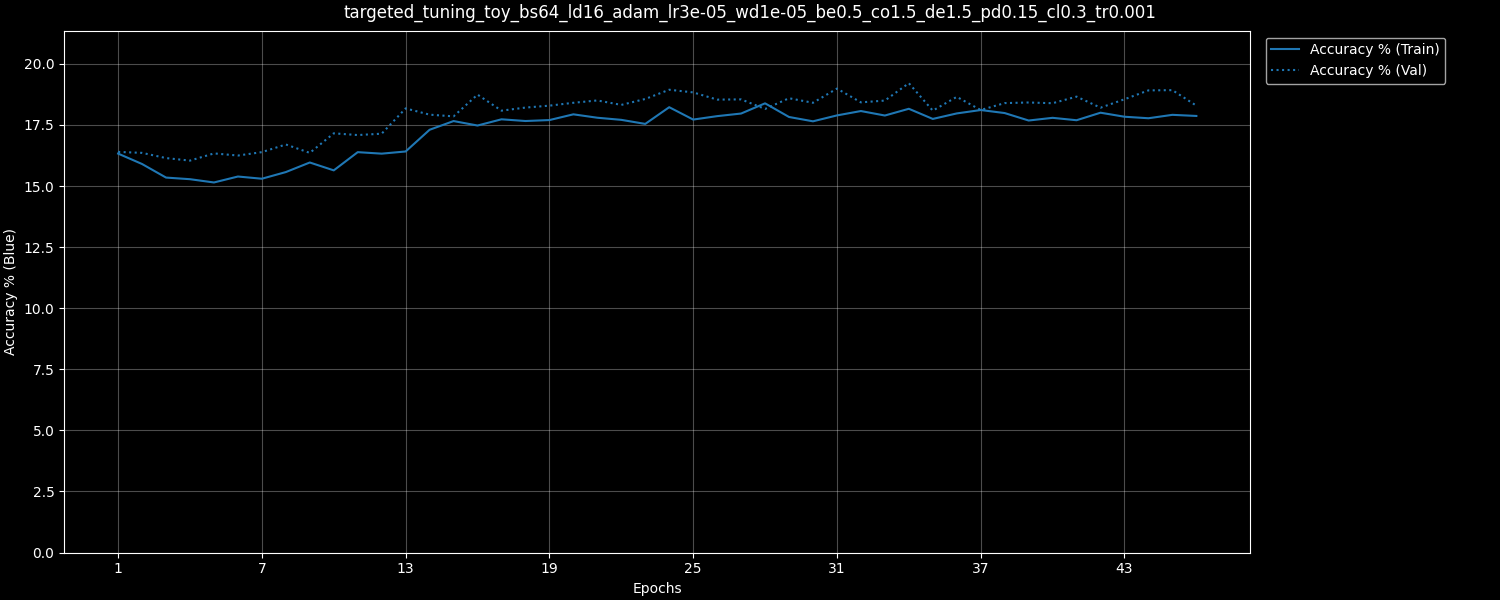 targeted_tuning_toy_bs64_ld16_adam_lr3e-05_wd1e-05_be0.5_co1.5_de1.5_pd0.15_cl0.3_tr0.001
Accuracy % (Train)
Accuracy % (Val)
Accuracy % (Blue)
20.0
17.5
15.0
12.5
10.0
7.5
5.0
2.5
0.0
1 7 13 19 25 31 37 43
Epochs